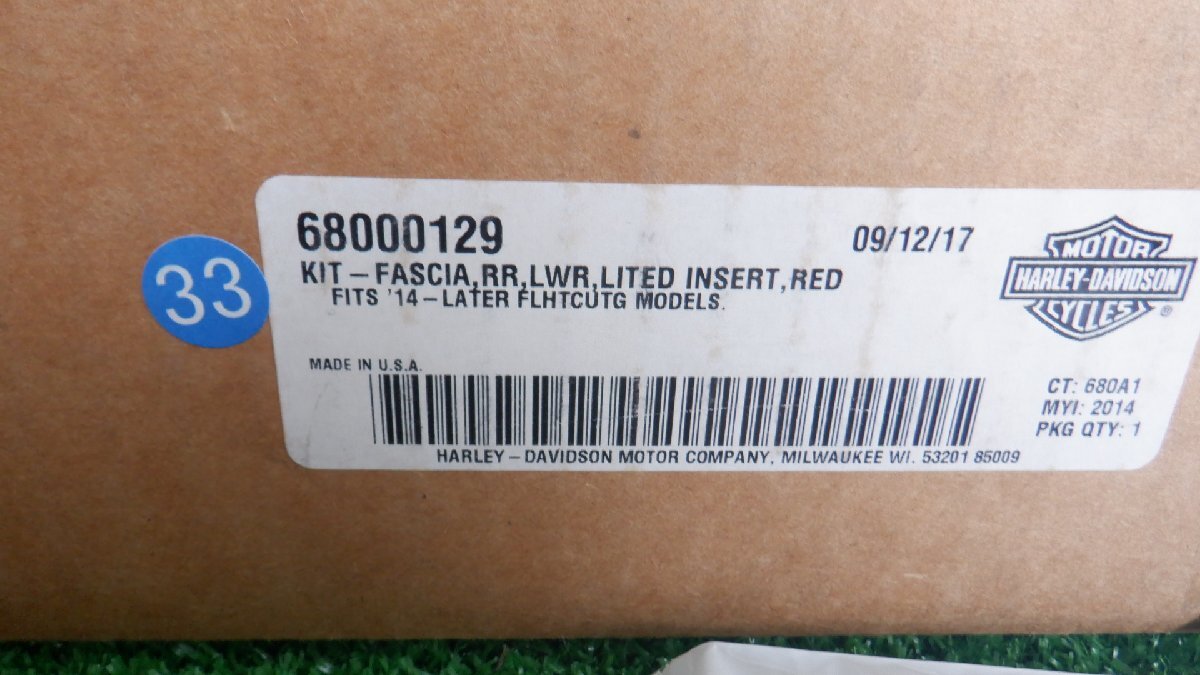 33
68000129
09/12/17
KIT-FASCIA,RR,LWR,LITED INSERT,RED
FITS '14-LATER FLHTCUTG MODELS.
MOTOR
HARLEY-DAVIDSON
CYCLES
®
MADE IN U.S.A.
CT: 680A1
MYI: 2014
PKG QTY: 1
HARLEY-DAVIDSON MOTOR COMPANY, MILWAUKEE WI. 53201 85009